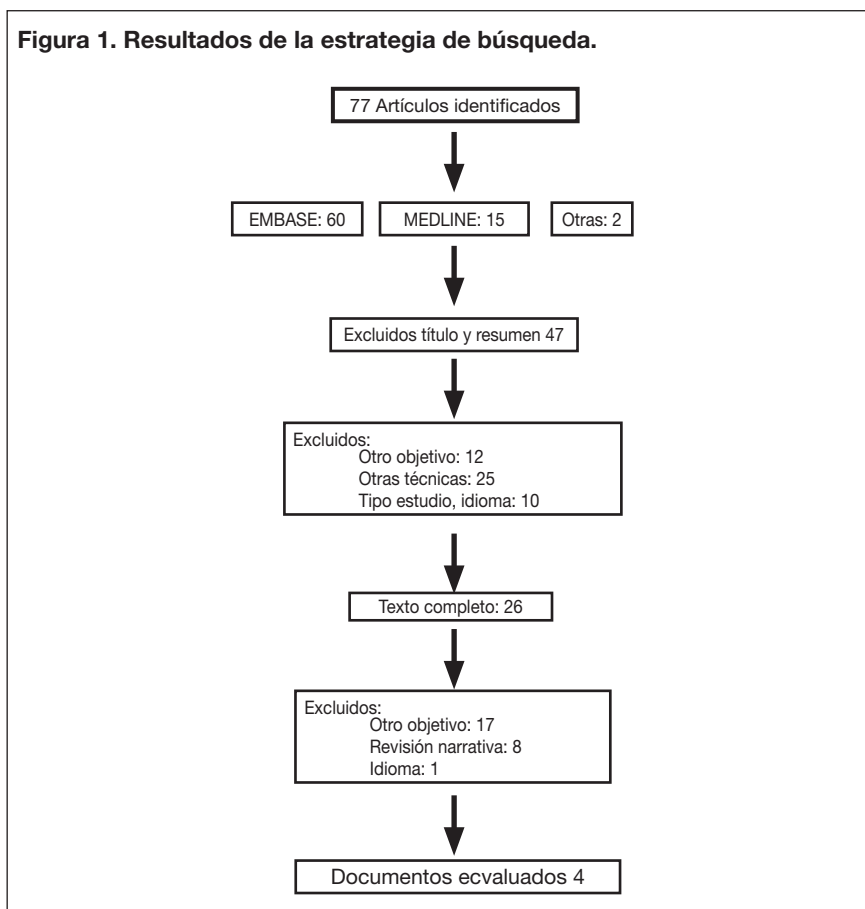 Figura 1. Resultados de la estrategia de búsqueda.
77 Artículos identificados
EMBASE: 60
MEDLINE: 15
Otras: 2
Excluidos título y resumen 47
Excluidos:
Otro objetivo: 12
Otras técnicas: 25
Tipo estudio, idioma: 10
Texto completo: 26
Excluidos:
Otro objetivo: 17
Revisión narrativa: 8
Idioma: 1
Documentos ecvaluados 4